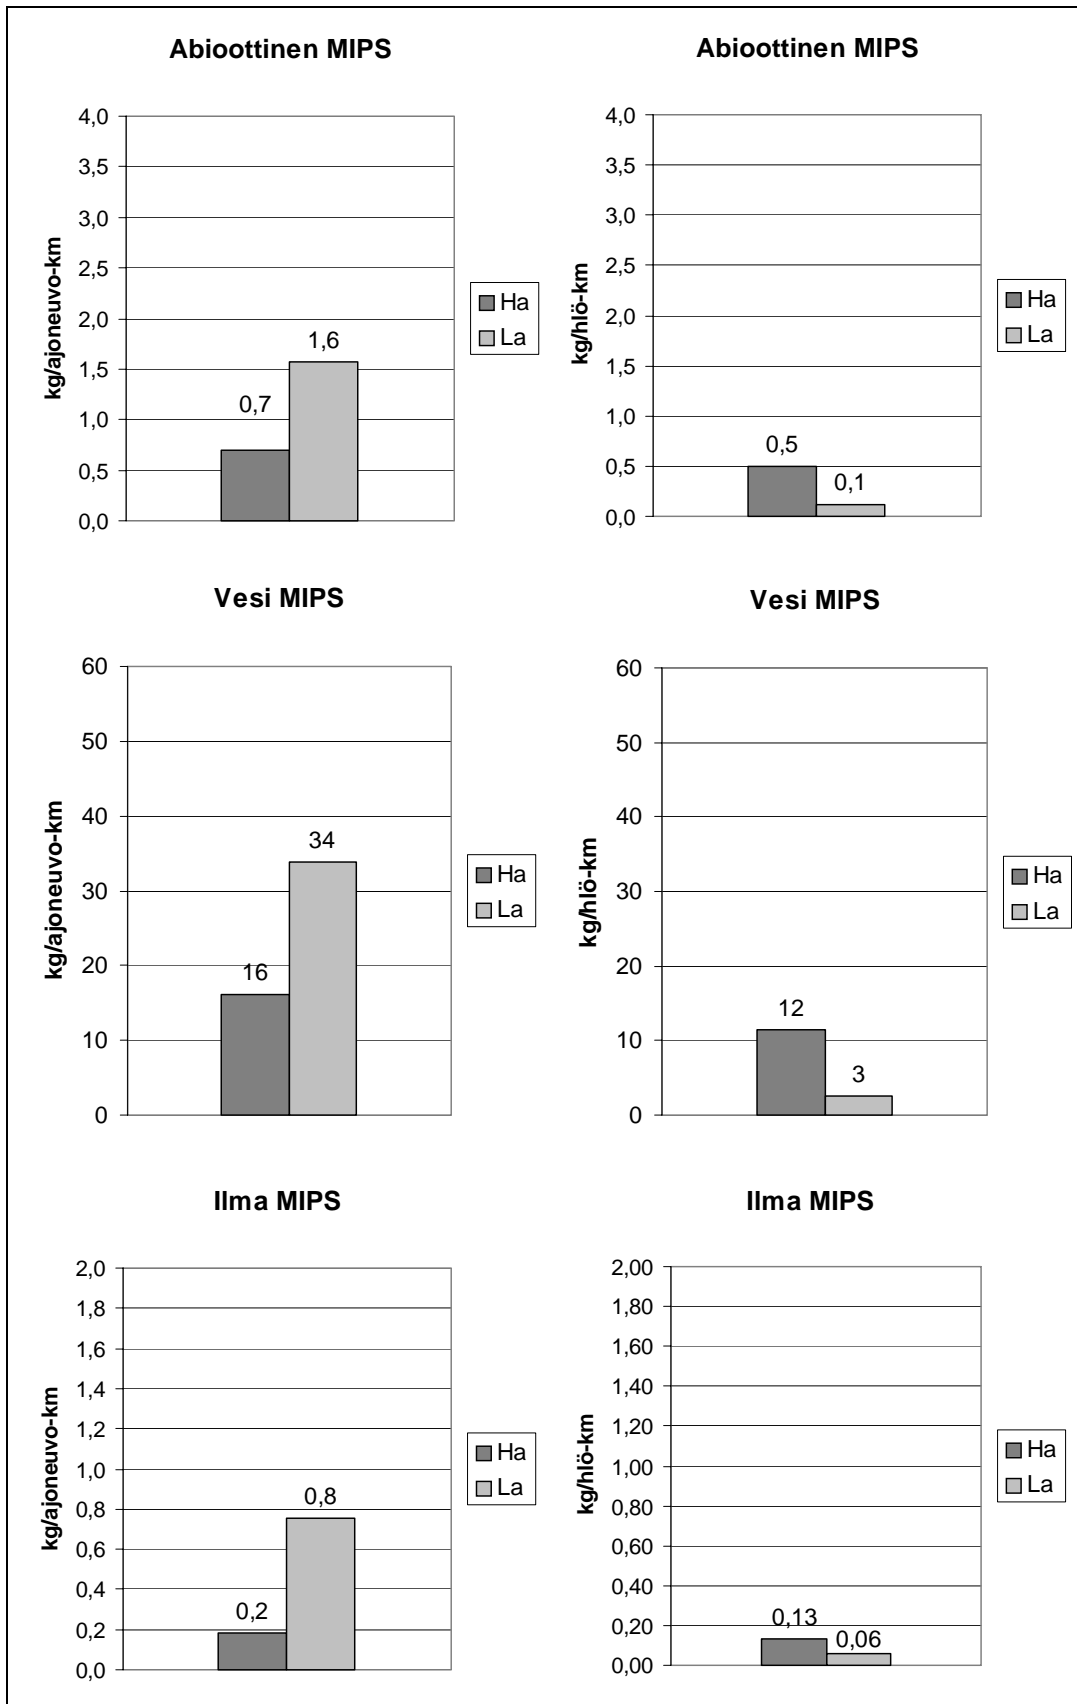 Abioottinen MIPS
kg/ajoneuvo-km
4,0
3,5
3,0
2,5
2,0
1,5
1,0
0,5
0,0
0,7
1,6
Ha
La
Abioottinen MIPS
kg/hlö-km
4,0
3,5
3,0
2,5
2,0
1,5
1,0
0,5
0,0
0,5
0,1
Ha
La
Vesi MIPS
kg/ajoneuvo-km
60
50
40
30
20
10
0
16
34
Ha
La
Vesi MIPS
kg/hlö-km
60
50
40
30
20
10
0
12
3
Ha
La
Ilma MIPS
kg/ajoneuvo-km
2,0
1,8
1,6
1,4
1,2
1,0
0,8
0,6
0,4
0,2
0,0
0,2
0,8
Ha
La
Ilma MIPS
kg/hlö-km
2,00
1,80
1,60
1,40
1,20
1,00
0,80
0,60
0,40
0,20
0,00
0,13
0,06
Ha
La